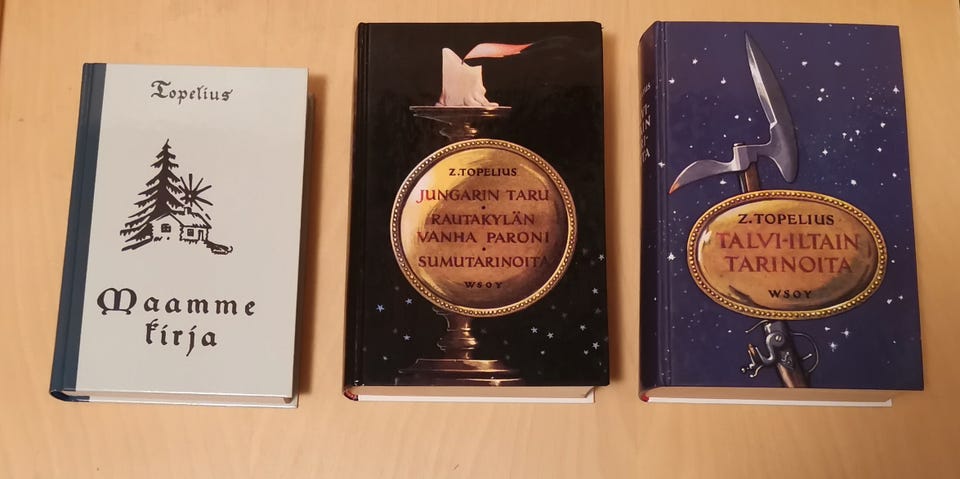 Topelius
Maamme
kirja
Z.TOPELIUS
JUNGARIN TARU
•
RAUTAKYLÄN
VANHA PARONI
•
SUMUTARINOITA
WSOY
Z.TOPELIUS
TALVI-ILTAIN
TARINOITA
WSOY